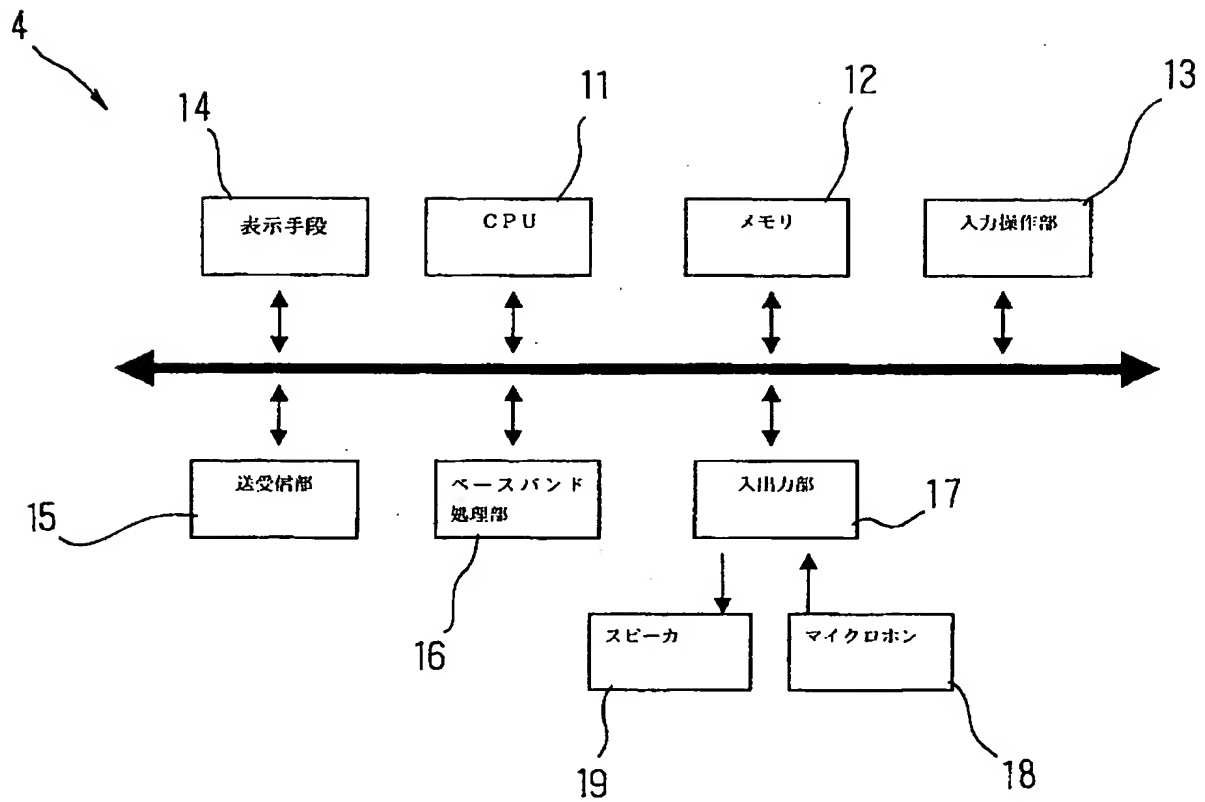 4
14
11
12
13
表示手段
CPU
メモリ
入力操作部
送受信部
ベースバンド
処理部
入出力部
15
16
17
スピーカ
マイクロホン
19
18